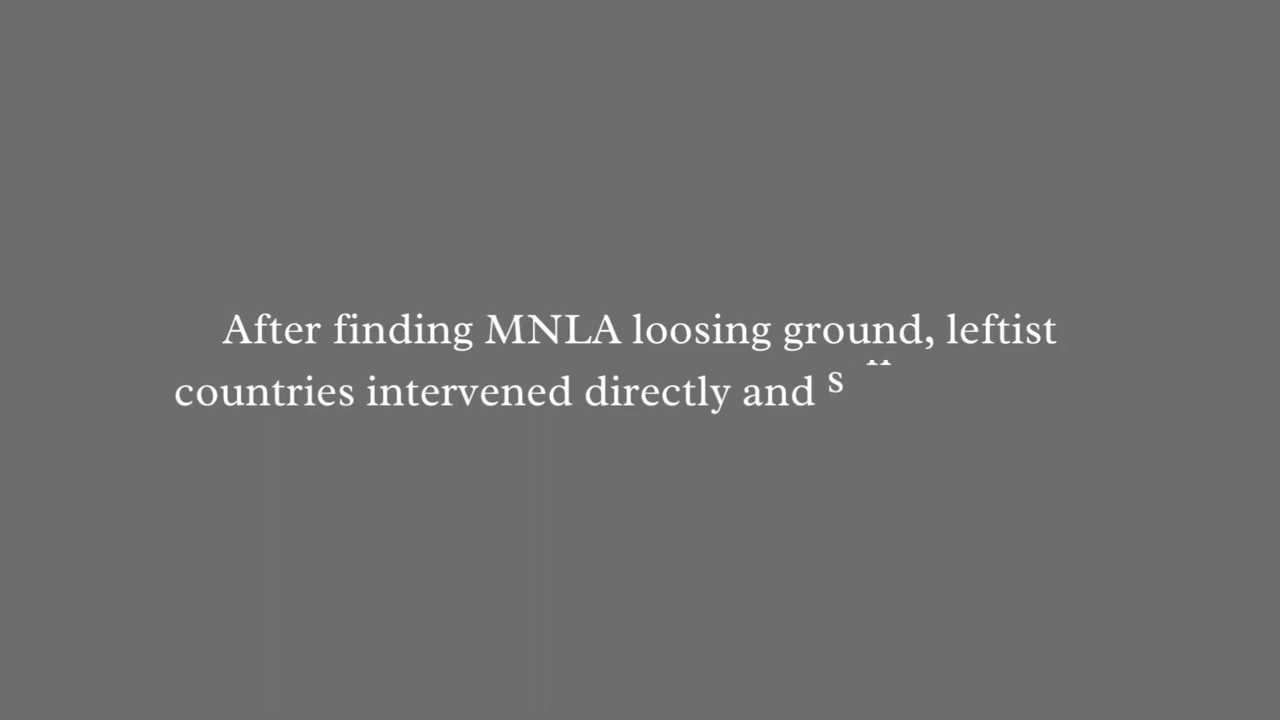 After finding MNLA loosing ground, leftist
countries intervened directly and s